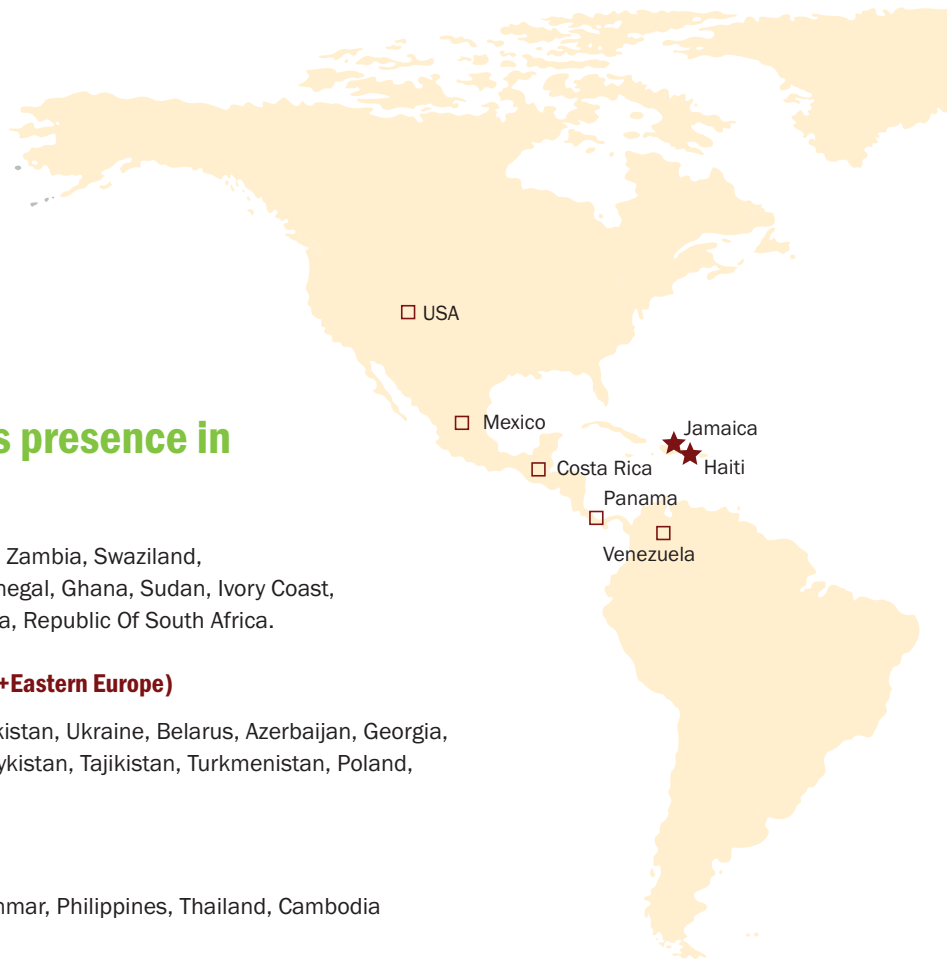 USA
Mexico
s presence in
Jamaica
Costa Rica
Haiti
Panama
Venezuela
Zambia, Swaziland,
negal, Ghana, Sudan, Ivory Coast,
a, Republic Of South Africa.
+Eastern Europe)
kistan, Ukraine, Belarus, Azerbaijan, Georgia,
ykistan, Tajikistan, Turkmenistan, Poland,
nmar, Philippines, Thailand, Cambodia